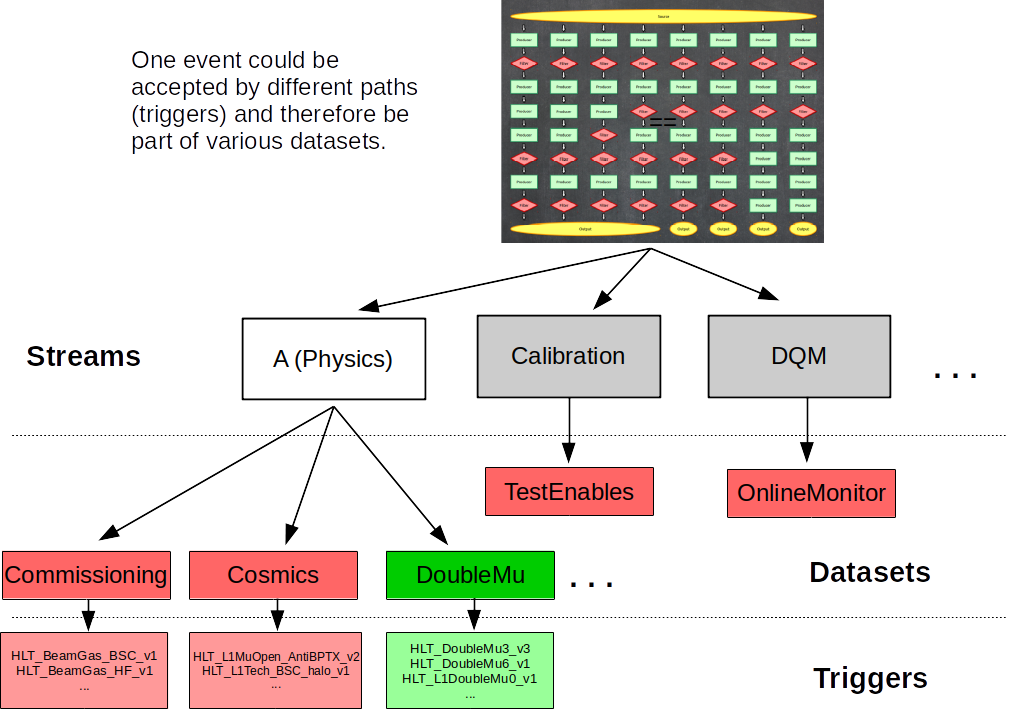 One event could be
accepted by different paths
(triggers) and therefore be
part of various datasets.
Source
Producer Producer Producer Producer Producer Producer Producer Producer
Filter Filter Filter Filter Filter Filter Filter Filter
Producer Producer Producer Producer Producer Producer Producer Producer
Producer Producer Producer Filter Filter Filter Filter Filter
==
Producer Producer Filter Producer Producer Producer Producer Producer
Filter Filter Filter Filter Filter Filter Producer Producer
Producer Producer Producer Producer Producer Producer Producer Producer
Filter Filter Filter Filter Filter Filter Producer Producer
Output Output Output Output Output
Streams
A (Physics)
Calibration
DQM
...
TestEnables
OnlineMonitor
Commissioning
Cosmics
DoubleMu
...
Datasets
HLT_BeamGas_BSC_v1
HLT_BeamGas_HF_v1
...
HLT_L1MuOpen_AntiBPTX_v2
HLT_L1Tech_BSC_halo_v1
...
HLT_DoubleMu3_v3
HLT_DoubleMu6_v1
HLT_L1DoubleMu0_v1
...
Triggers